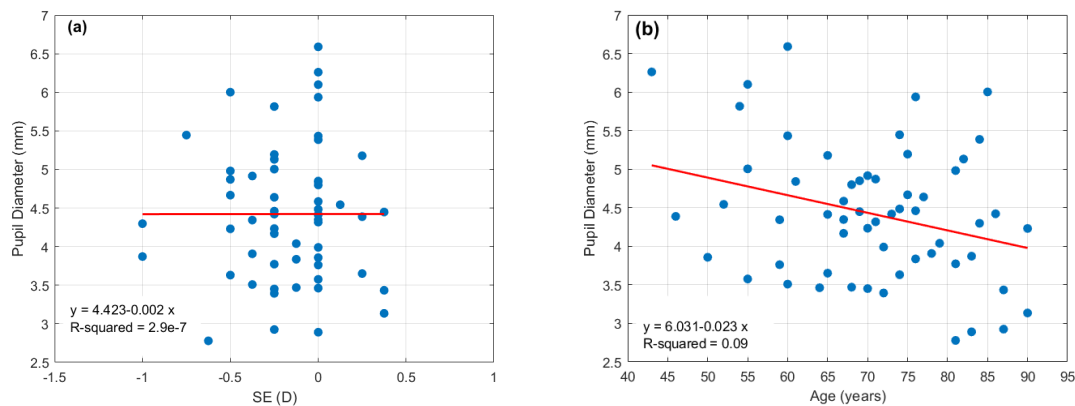 (a)
Pupil Diameter (mm)
7
6.5
6
5.5
5
4.5
4
3.5
3
2.5
y = 4.423-0.002 x
R-squared = 2.9e-7
-1.5 -1 -0.5 0 0.5 1
SE (D)
(b)
Pupil Diameter (mm)
7
6.5
6
5.5
5
4.5
4
3.5
3
2.5
y = 6.031-0.023 x
R-squared = 0.09
40 45 50 55 60 65 70 75 80 85 90 95
Age (years)